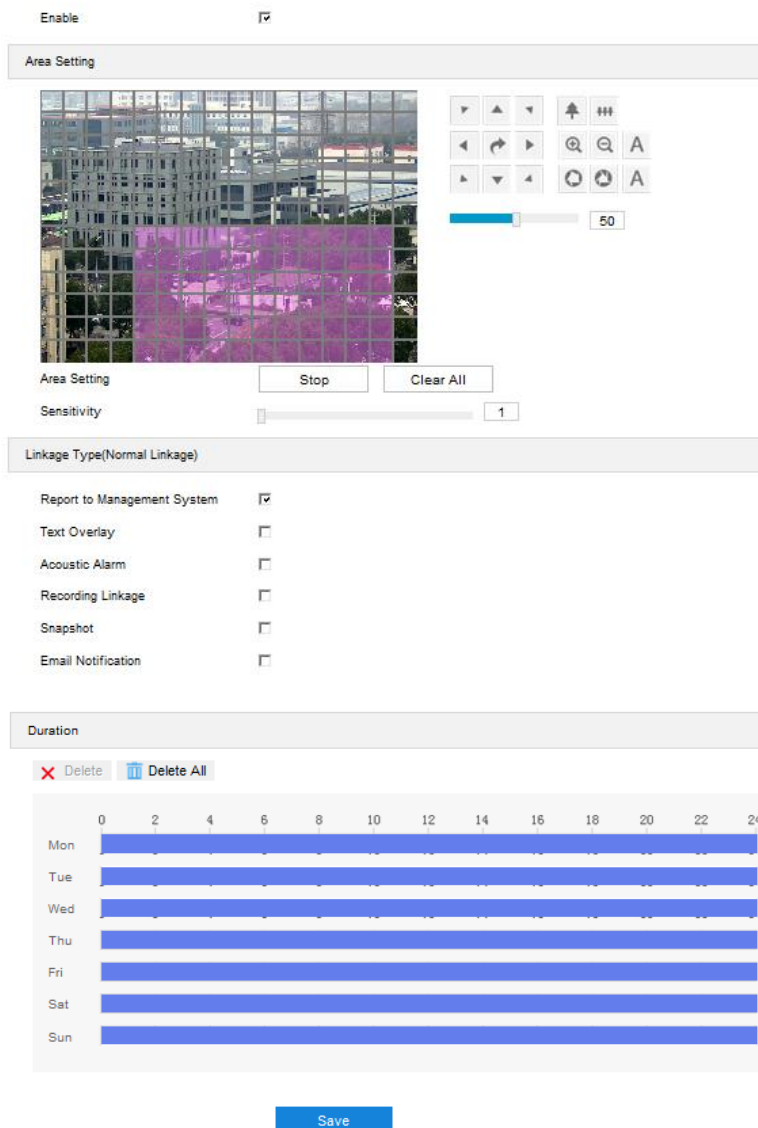 Enable
Area Setting
A
A
50
Area Setting Stop Clear All
Sensitivity 1
Linkage Type(Normal Linkage)
Report to Management System
Text Overlay
Acoustic Alarm
Recording Linkage
Snapshot
Email Notification
Duration
Delete Delete All
0 2 4 6 8 10 12 14 16 18 20 22 24
Mon
Tue
Wed
Thu
Fri
Sat
Sun
Save